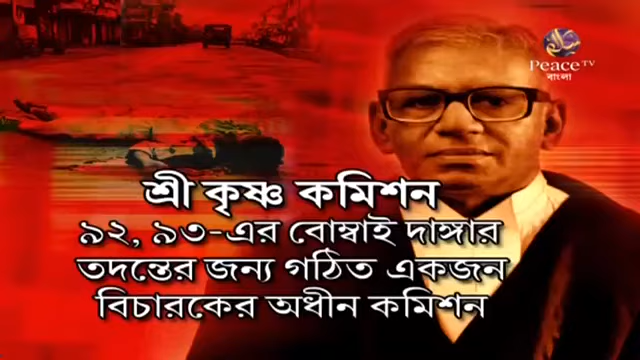 Peace TV
বাংলা
শ্রী কৃষ্ণ কমিশন
৯২, ৯৩-এর বোম্বাই দাঙ্গার
তদন্তের জন্য গঠিত একজন
বিচারকের অধীন কমিশন